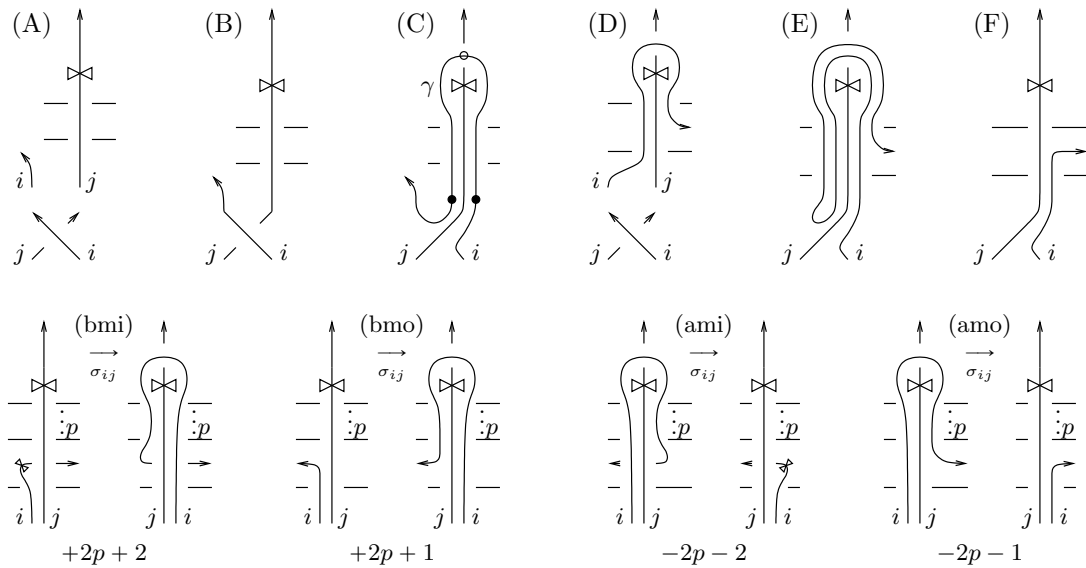 (A) (B) (C) (D) (E) (F)
γ
i j i
j i j i j i j i j i j i
(bmi) (bmo) (ami) (amo)
⟶ ⟶ ⟶ ⟶
σij σij σij σij
p p p p p p p p
i j j i i j j i i j j i i j j i
+2p + 2 +2p + 1 −2p − 2 −2p − 1